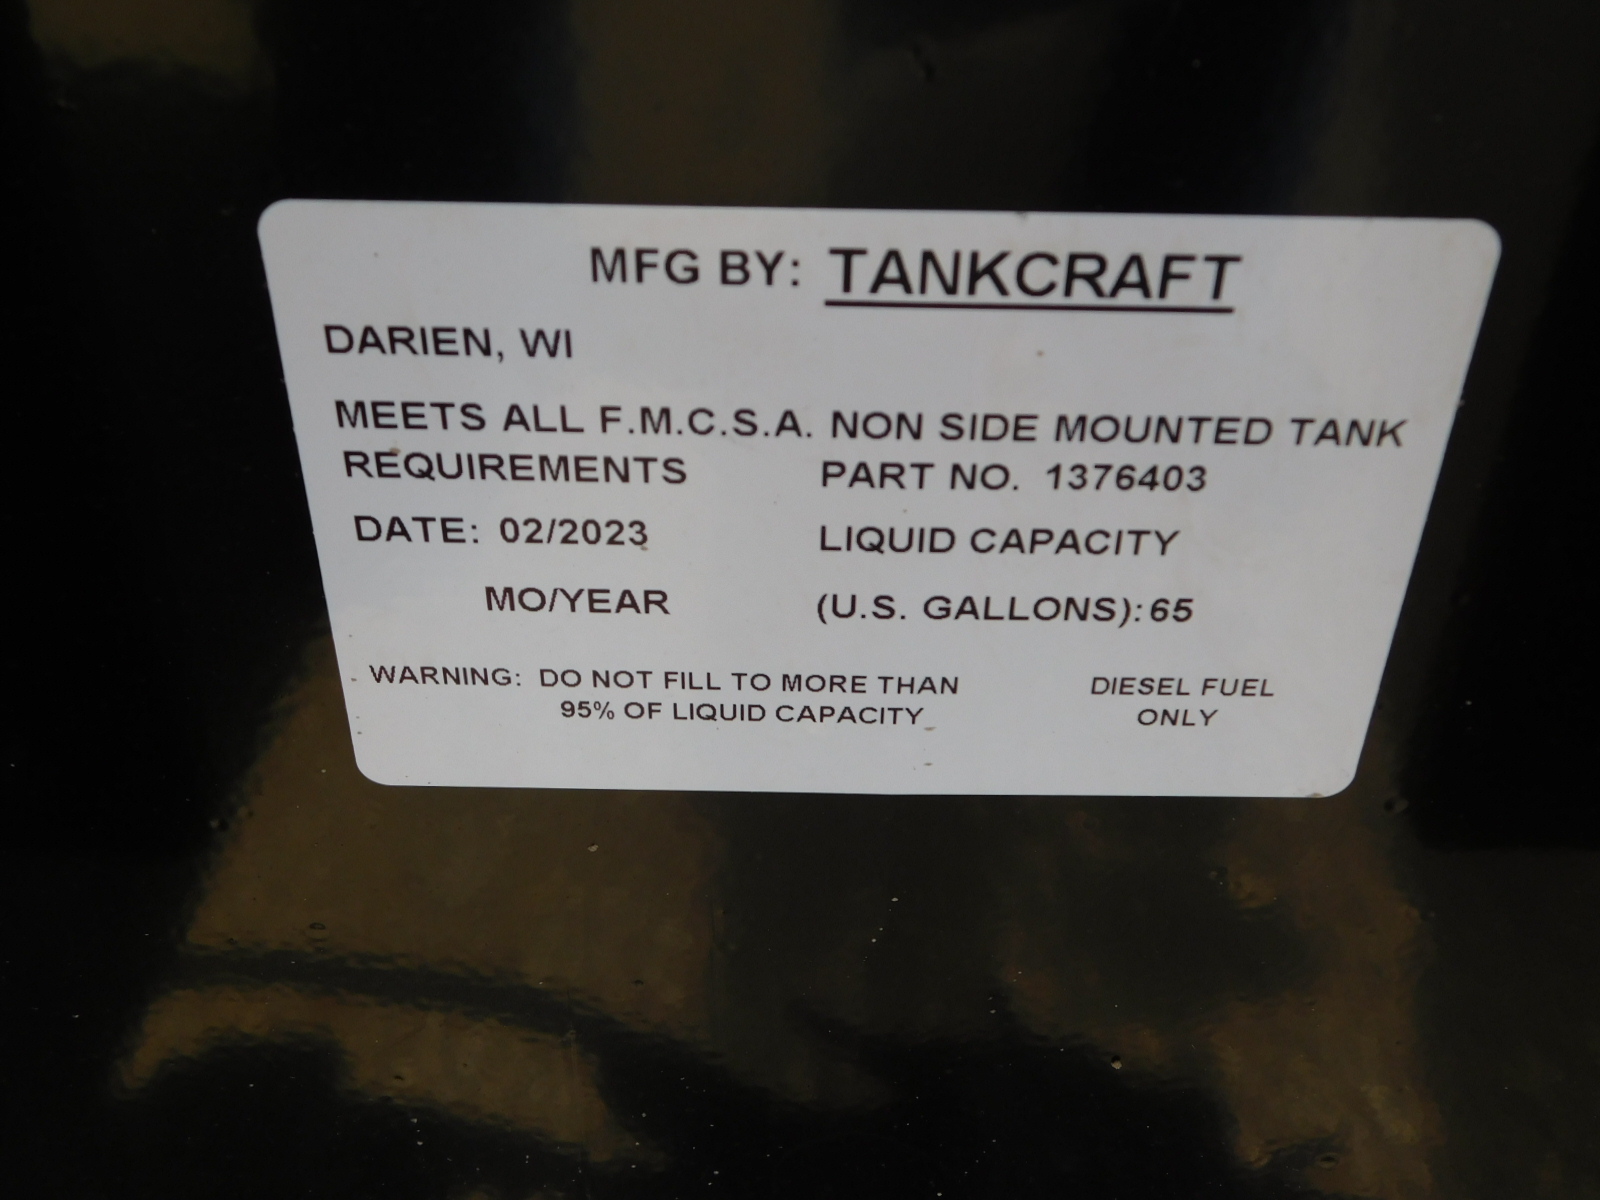 MFG BY: TANKCRAFT
DARIEN, WI
MEETS ALL F.M.C.S.A. NON SIDE MOUNTED TANK
REQUIREMENTS PART NO. 1376403
DATE: 02/2023 LIQUID CAPACITY
MO/YEAR (U.S. GALLONS): 65
WARNING: DO NOT FILL TO MORE THAN DIESEL FUEL
95% OF LIQUID CAPACITY ONLY